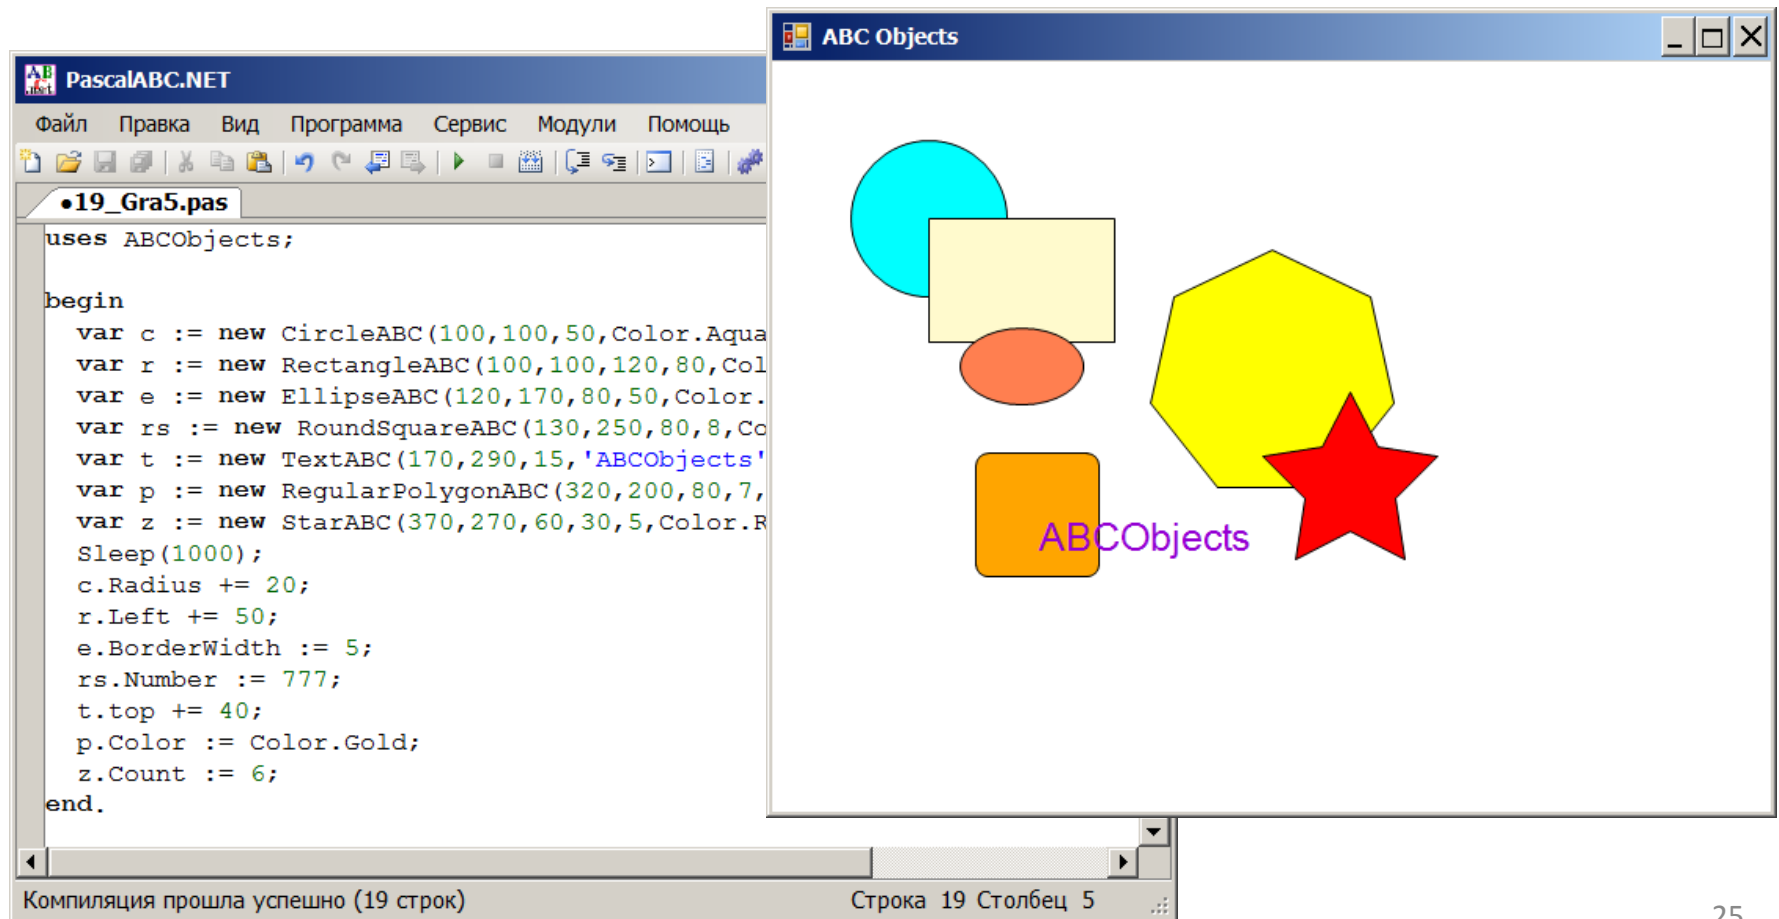 ABC Objects
PascalABC.NET
Файл Правка Вид Программа Сервис Модули Помощь
•19_Gra5.pas
uses ABCObjects;
begin
var c := new CircleABC(100,100,50,Color.Aqua
var r := new RectangleABC(100,100,120,80,Col
var e := new EllipseABC(120,170,80,50,Color.
var rs := new RoundSquareABC(130,250,80,8,Co
var t := new TextABC(170,290,15,'ABCObjects'
var p := new RegularPolygonABC(320,200,80,7,
var z := new StarABC(370,270,60,30,5,Color.R
Sleep(1000);
c.Radius += 20;
r.Left += 50;
e.BorderWidth := 5;
rs.Number := 777;
t.top += 40;
p.Color := Color.Gold;
z.Count := 6;
end.
ABCObjects
Компиляция прошла успешно (19 строк)
Строка 19 Столбец 5
25